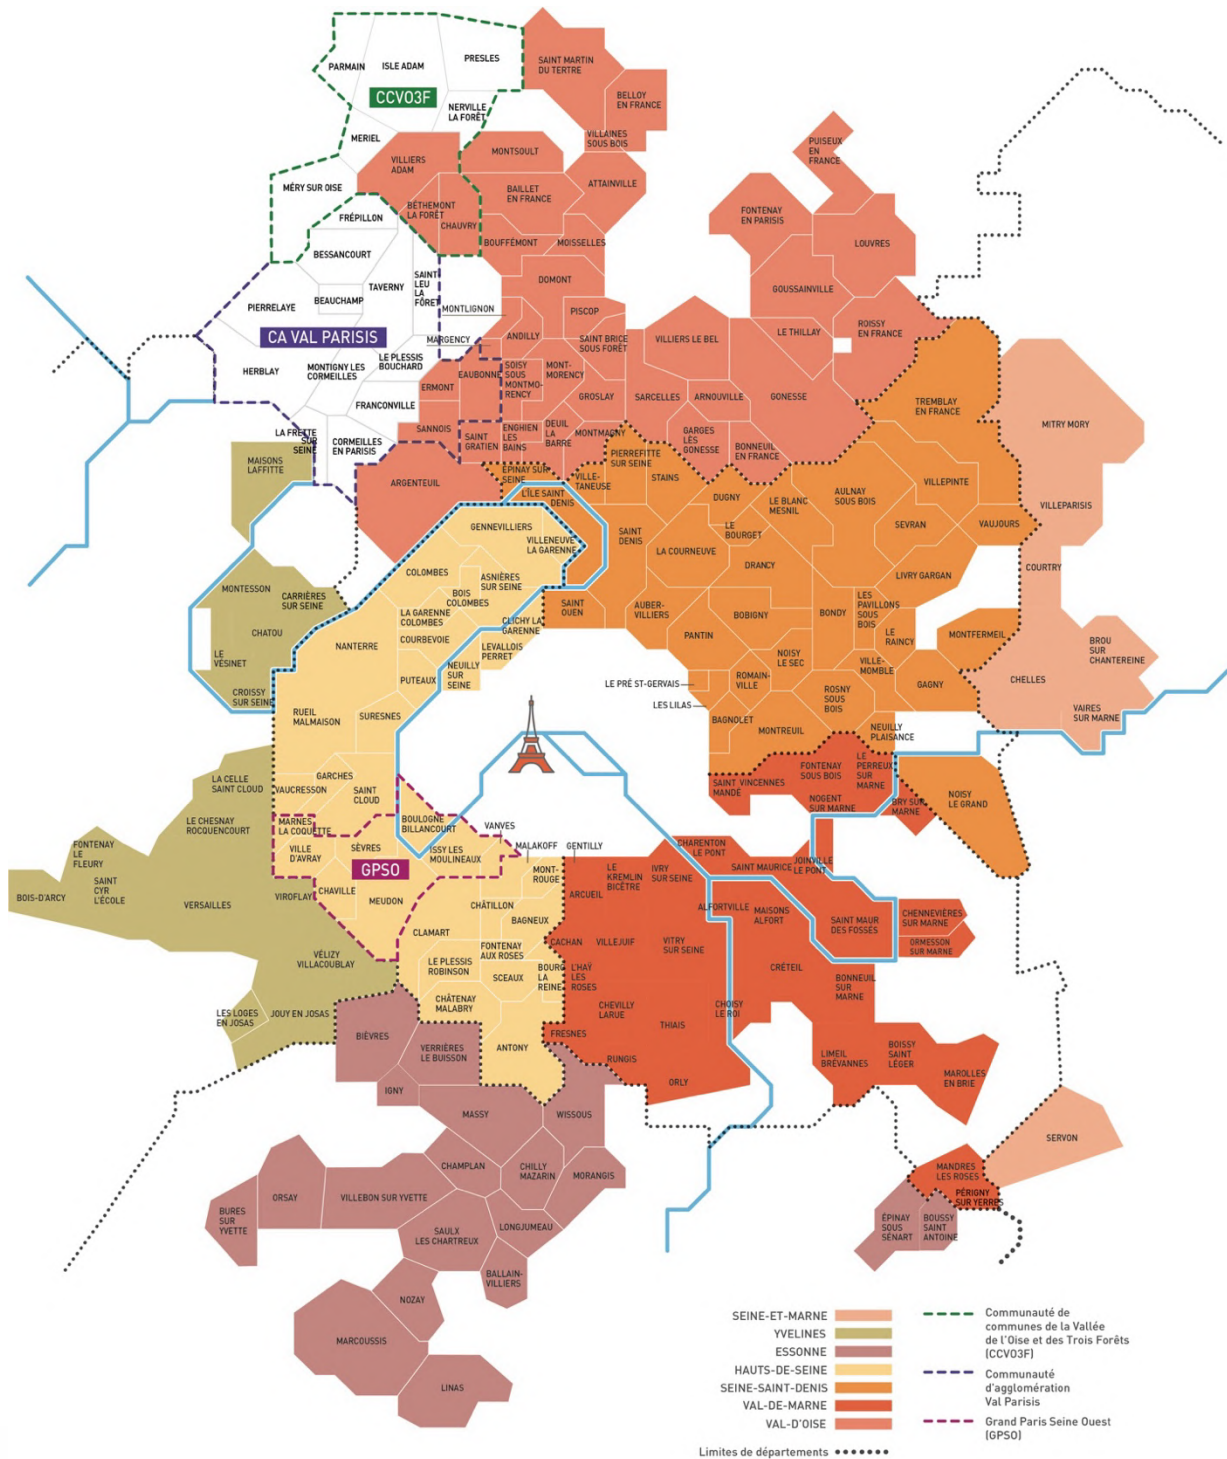 PARMAIN
ISLE ADAM
PRESLES
CCVO3F
NERVILLE
LA FORÊT
MERIEL
SAINT MARTIN
DU TERTRE
BELLOY
EN FRANCE
VILLAINES
SOUS BOIS
VILLIERS
ADAM
MONTSOULT
PUISEUX
EN
FRANCE
MÉRY SUR OISE
BAILLET
EN FRANCE
ATTAINVILLE
BÉTHEMONT
LA FORÊT
CHAUVRY
FRÉPILLON
FONTENAY
EN PARISIS
LOUVRES
BOUFFÉMONT
MOISSELLES
BESSANCOURT
DOMONT
GOUSSAINVILLE
PIERRELAYE
BEAUCHAMP
TAVERNY
SAINT
LEU
LA
FÔRET
MONTLIGNON
PISCOP
CA VAL PARISIS
MARGENCY
ANDILLY
SAINT BRICE
SOUS FORÊT
VILLIERS LE BEL
LE THILLAY
ROISSY
EN FRANCE
HERBLAY
MONTIGNY LES
CORMEILLES
LE PLESSIS
BOUCHARD
FRANCONVILLE
ERMONT
EAUBONNE
SOISY
SOUS
MONTMO-
RENCY
MONT-
MORENCY
GROSLAY
SARCELLES
ARNOUVILLE
GONESSE
TREMBLAY
EN FRANCE
MITRY MORY
LA FRETTE
SUR
SEINE
CORMEILLES
EN PARISIS
SANNOIS
SAINT
GRATIEN
ENGHIEN
LES
BAINS
DEUIL
LA
BARRE
MONTMAGNY
GARGES
LÈS
GONESSE
BONNEUIL
EN FRANCE
MAISONS
LAFFITTE
ARGENTEUIL
ÉPINAY SUR
SEINE
VILLE-
TANEUSE
PIERREFITTE
SUR SEINE
STAINS
DUGNY
LE BLANC
MESNIL
AULNAY
SOUS BOIS
VILLEPINTE
VILLEPARISIS
L'ÎLE SAINT
DENIS
GENNEVILLIERS
VILLENEUVE
LA GARENNE
SAINT
DENIS
LA COURNEUVE
LE
BOURGET
SEVRAN
VAUJOURS
DRANCY
LIVRY GARGAN
COURTRY
COLOMBES
ASNIÈRES
SUR SEINE
BOIS
COLOMBES
LA GARENNE
COLOMBES
COURBEVOIE
CLICHY LA
GARENNE
SAINT
OUEN
AUBER-
VILLIERS
BOBIGNY
BONDY
LES
PAVILLONS
SOUS
BOIS
LE
RAINCY
MONTFERMEIL
BROU
SUR
CHANTEREINE
MONTESSON
CARRIÈRES
SUR SEINE
CHATOU
LE
VÉSINET
CROISSY
SUR SEINE
NANTERRE
PUTEAUX
NEUILLY
SUR
SEINE
LEVALLOIS
PERRET
PANTIN
NOISY
LE SEC
VILLE-
MOMBLE
GAGNY
CHELLES
VAIRES
SUR MARNE
LE PRÉ ST-GERVAIS
LES LILAS
ROMAIN-
VILLE
ROSNY
SOUS
BOIS
BAGNOLET
MONTREUIL
NEUILLY
PLAISANCE
RUEIL
MALMAISON
SURESNES
GARCHES
VAUCRESSON
SAINT
CLOUD
LA CELLE
SAINT CLOUD
LE CHESNAY
ROCQUENCOURT
MARNES
LA COQUETTE
VILLE
D'AVRAY
SÈVRES
BOULOGNE
BILLANCOURT
ISSY LES
MOULINEAUX
VANVES
MALAKOFF
GENTILLY
GPSO
SAINT
MANDÉ
VINCENNES
FONTENAY
SOUS BOIS
LE
PERREUX
SUR
MARNE
NOGENT
SUR MARNE
BRY SUR
MARNE
NOISY
LE GRAND
FONTENAY
LE
FLEURY
SAINT
CYR
L'ÉCOLE
BOIS-D'ARCY
VERSAILLES
VIROFLAY
CHAVILLE
MEUDON
MONT-
ROUGE
CHÂTILLON
BAGNEUX
CLAMART
ARCUEIL
LE
KREMLIN
BICÊTRE
IVRY
SUR SEINE
CHARENTON
LE PONT
SAINT MAURICE
JOINVILLE
LE PONT
ALFORTVILLE
MAISONS
ALFORT
SAINT MAUR
DES FOSSÉS
CHENNEVIÈRES
SUR MARNE
ORMESSON
SUR MARNE
VÉLIZY
VILLACOUBLAY
LE PLESSIS
ROBINSON
FONTENAY
AUX ROSES
SCEAUX
BOURG
LA
REINE
CACHAN
L'HAŸ
LES
ROSES
VILLEJUIF
VITRY
SUR SEINE
CRÉTEIL
BONNEUIL
SUR
MARNE
CHÂTENAY
MALABRY
LES LOGES
EN JOSAS
JOUY EN JOSAS
CHEVILLY
LARUE
THIAIS
CHOISY
LE ROI
BIÈVRES
VERRIÈRES
LE BUISSON
ANTONY
FRESNES
RUNGIS
ORLY
LIMEIL
BRÉVANNES
BOISSY
SAINT
LÉGER
MAROLLES
EN BRIE
IGNY
MASSY
WISSOUS
SERVON
CHAMPLAN
CHILLY
MAZARIN
MORANGIS
MANDRES
LES ROSES
PÉRIGNY
SUR YERRES
ORSAY
VILLEBON SUR YVETTE
BURES
SUR
YVETTE
SAULX
LES CHARTREUX
LONGJUMEAU
ÉPINAY
SOUS
SÉNART
BOUSSY
SAINT
ANTOINE
BALLAIN-
VILLIERS
NOZAY
MARCOUSSIS
LINAS
SEINE-ET-MARNE
YVELINES
ESSONNE
HAUTS-DE-SEINE
SEINE-SAINT-DENIS
VAL-DE-MARNE
VAL-D'OISE
Limites de départements
Communauté de
communes de la Vallée
de l'Oise et des Trois Forêts
(CCVO3F)
Communauté
d'agglomération
Val Parisis
Grand Paris Seine Ouest
(GPSO)